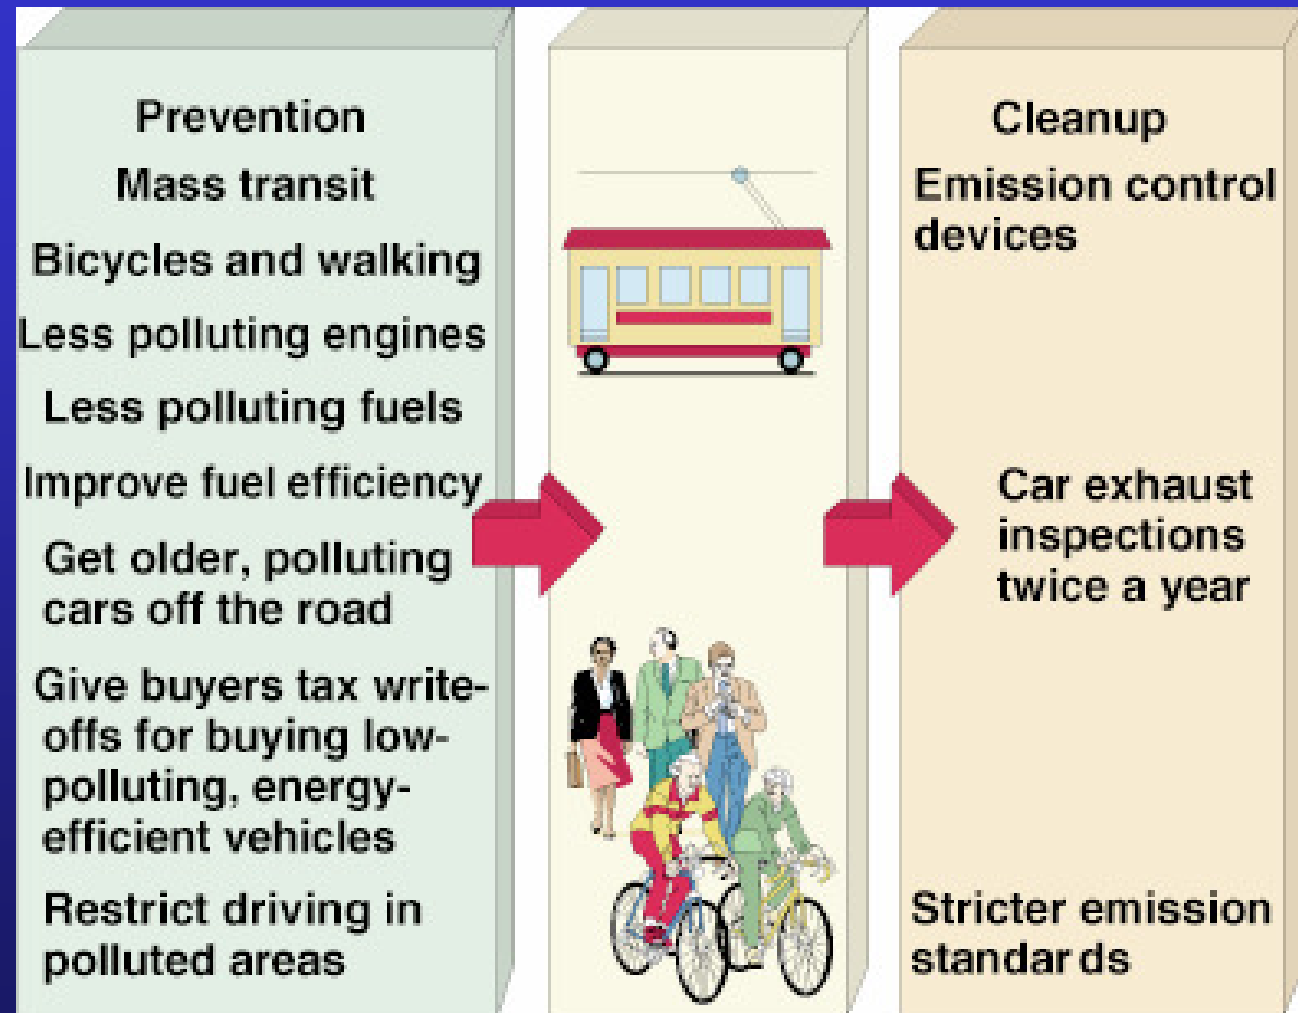 Prevention
Mass transit
Bicycles and walking
Less polluting engines
Less polluting fuels
Improve fuel efficiency
Get older, polluting
cars off the road
Give buyers tax write-
offs for buying low-
polluting, energy-
efficient vehicles
Restrict driving in
polluted areas
Cleanup
Emission control
devices
Car exhaust
inspections
twice a year
Stricter emission
standards